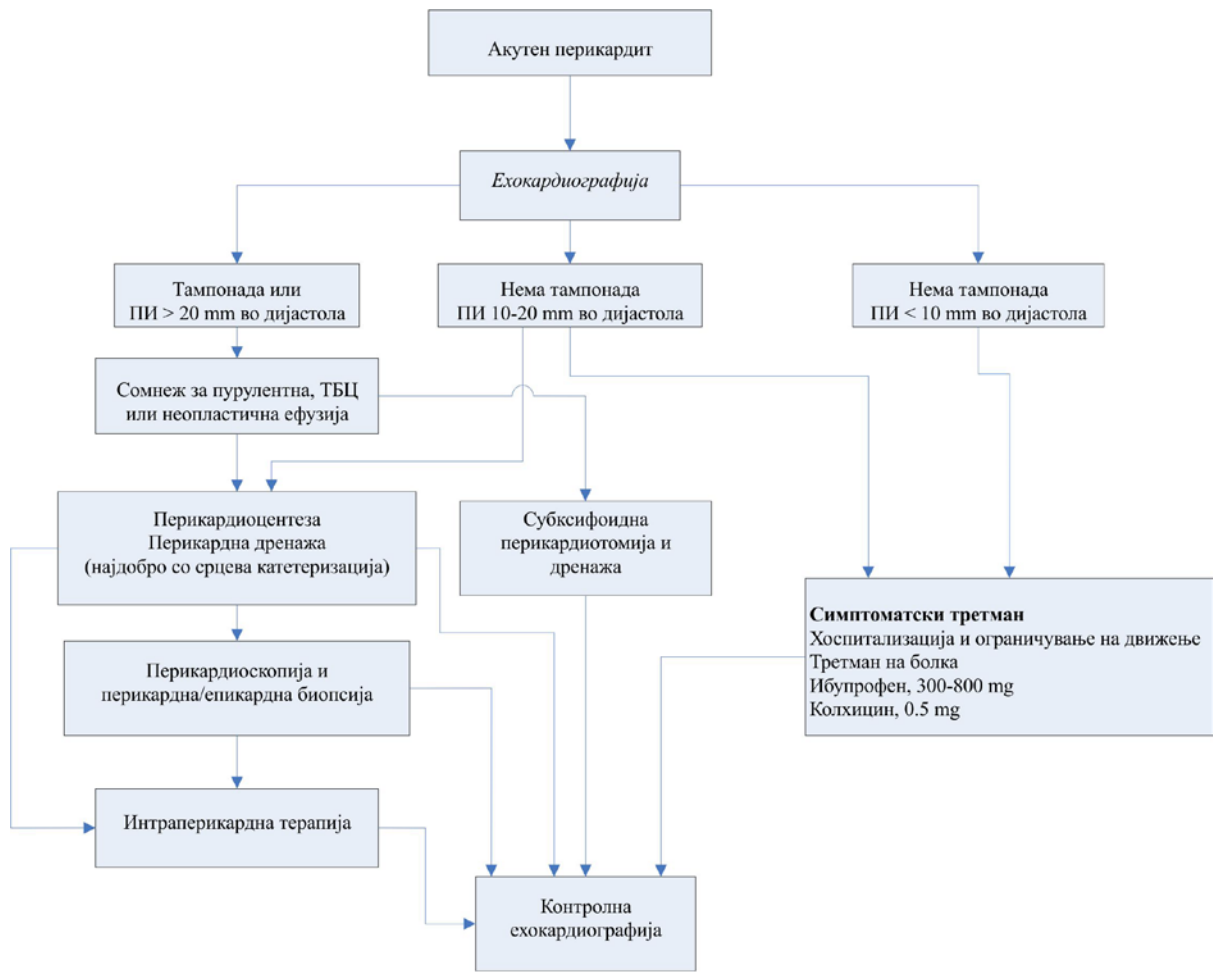 Акутен перикардит
Ехокардиографија
Тампонада или
ПИ > 20 mm во дијастола
Нема тампонада
ПИ 10-20 mm во дијастола
Нема тампонада
ПИ < 10 mm во дијастола
Сомнеж за пурулентна, ТБЦ
или неопластична ефузија
Перикардиоцентеза
Перикардна дренажа
(најдобро со срцева катетеризација)
Субксифоидна
перикардиотомија и
дренажа
Симптоматски третман
Хоспитализација и ограничување на движење
Третман на болка
Ибупрофен, 300-800 mg
Колхицин, 0.5 mg
Перикардиоскопија и
перикардна/епикардна биопсија
Интраперикардна терапија
Контролна
ехокардиографија